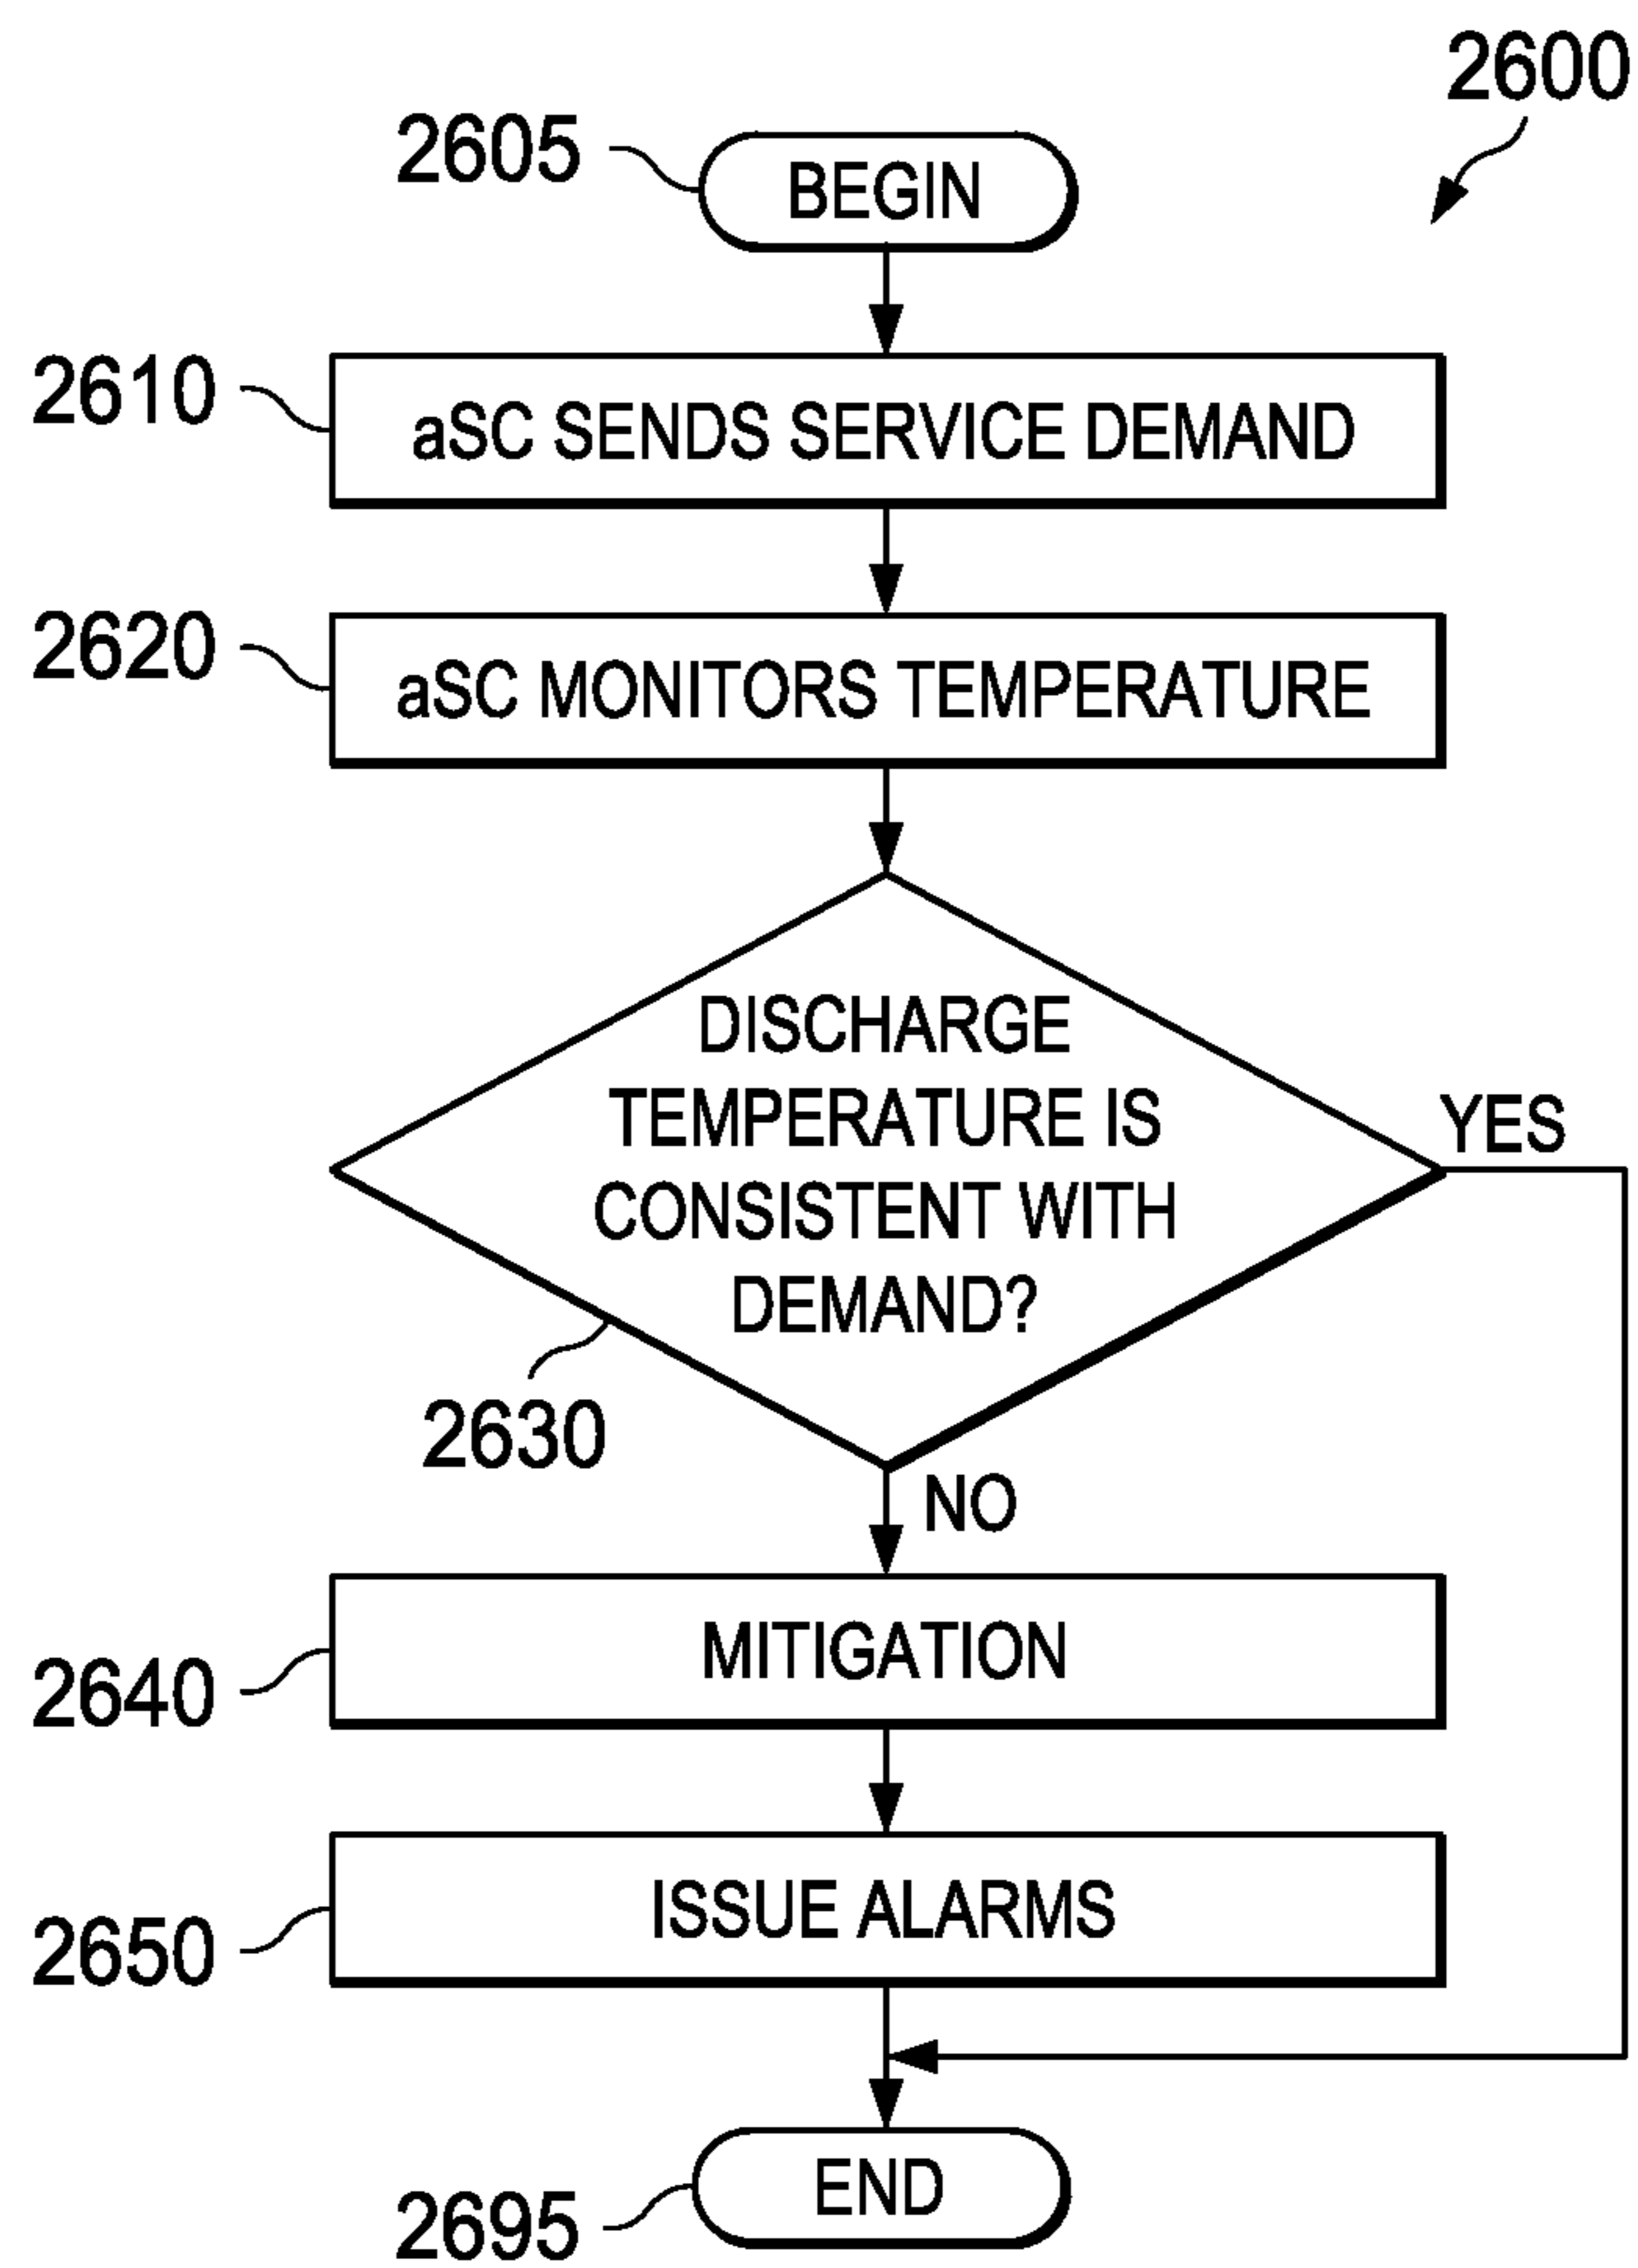 2600
2605
BEGIN
2610
aSC SENDS SERVICE DEMAND
2620
aSC MONITORS TEMPERATURE
DISCHARGE
TEMPERATURE IS
CONSISTENT WITH
DEMAND?
YES
2630
NO
2640
MITIGATION
2650
ISSUE ALARMS
2695
END